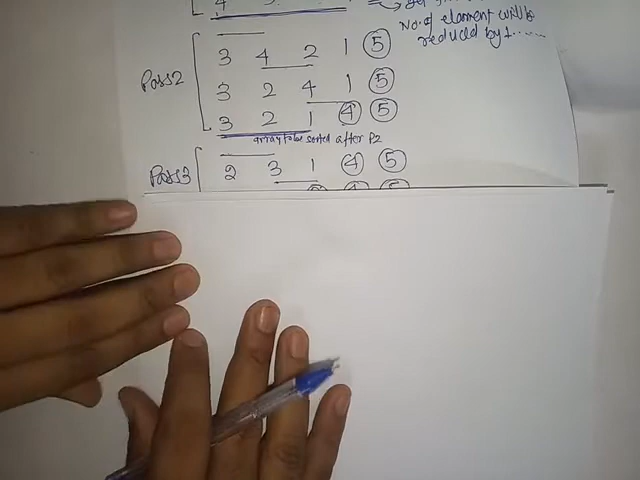 No. of element will be
reduced by 1......
Pass2
3 4 2 1 5
3 2 4 1 5
3 2 1 4 5
array to be sorted after P2
Pass3
2 3 1 4 5